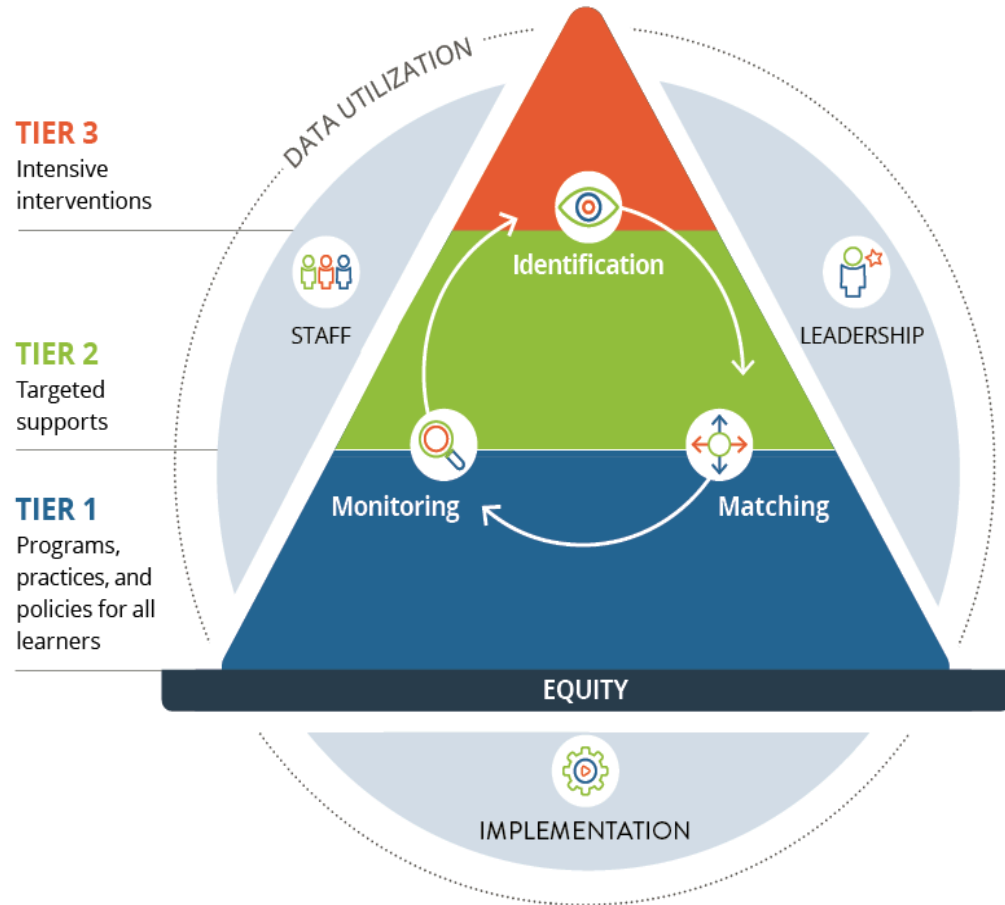 DATA UTILIZATION
TIER 3
Intensive
interventions
Identification
STAFF
LEADERSHIP
TIER 2
Targeted
supports
Monitoring
Matching
TIER 1
Programs,
practices, and
policies for all
learners
EQUITY
IMPLEMENTATION